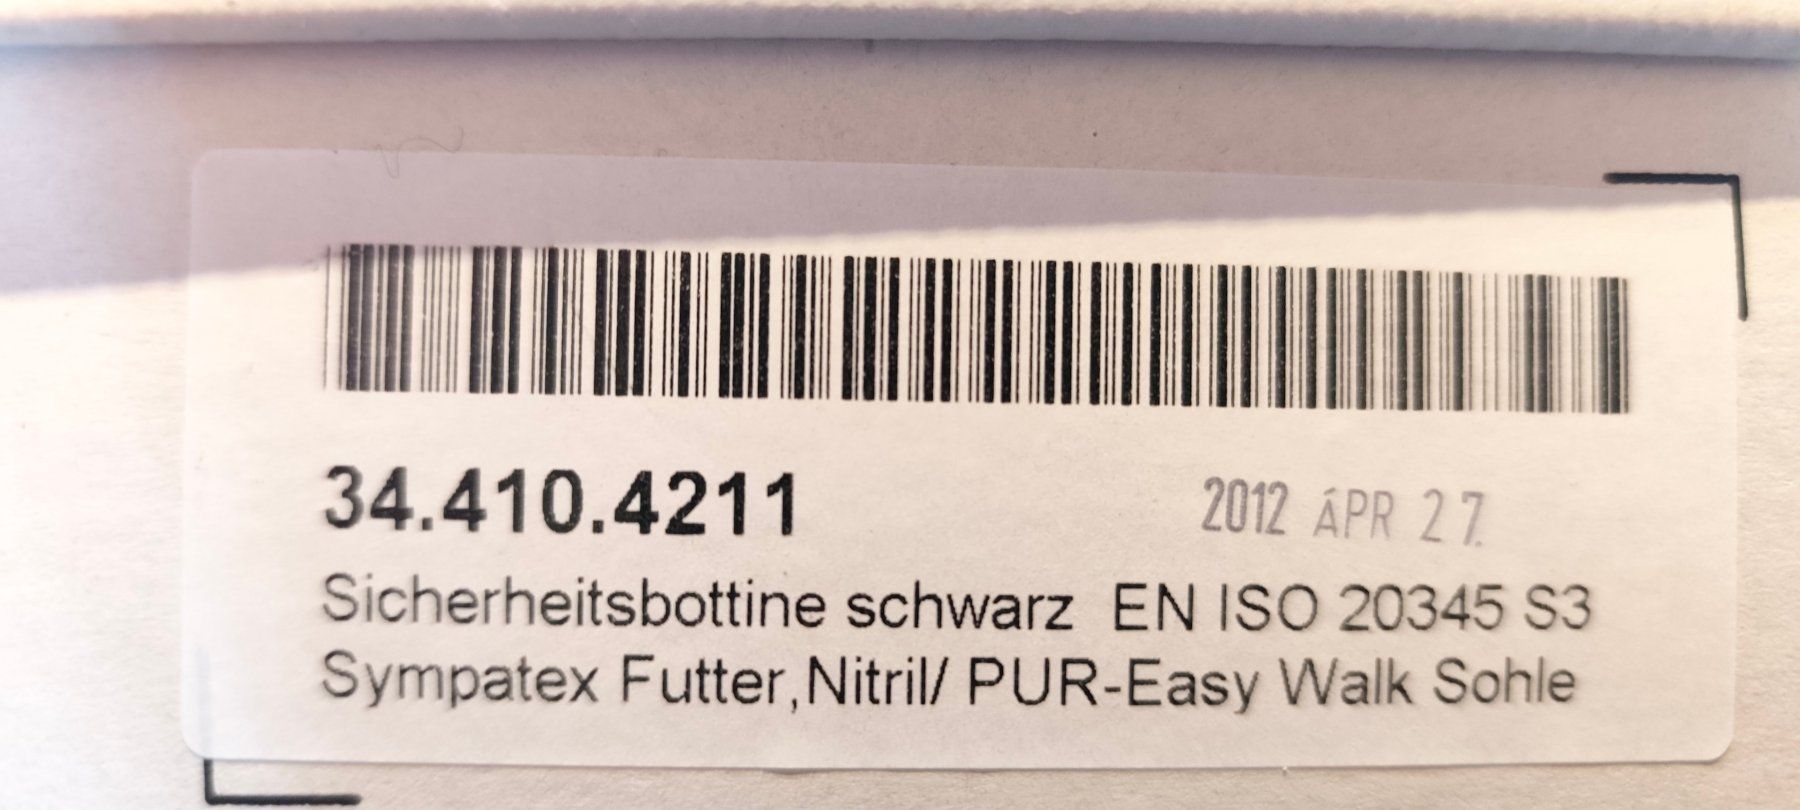 34.410.4211 2012 APR 27.
Sicherheitsbottine schwarz EN ISO 20345 S3
Sympatex Futter,Nitril/ PUR-Easy Walk Sohle